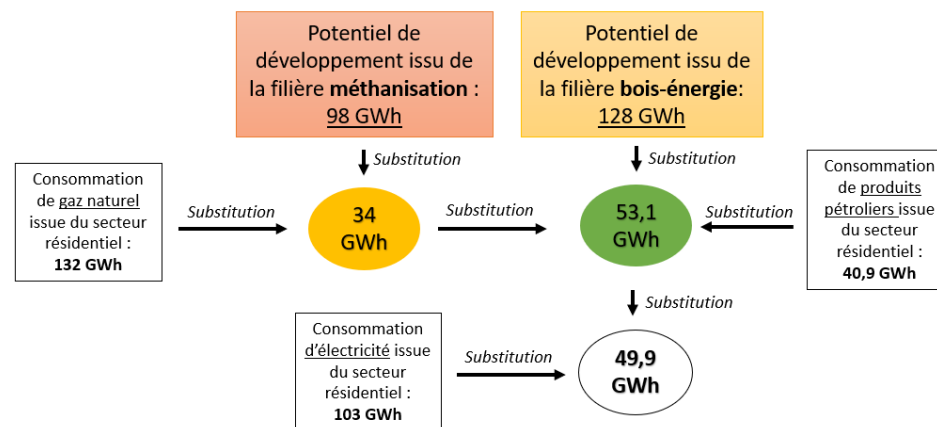 Potentiel de
développement issu de
la filière méthanisation :
98 GWh
Potentiel de
développement issu de
la filière bois-énergie:
128 GWh
Substitution
Substitution
Consommation
de gaz naturel
issue du secteur
résidentiel :
132 GWh
Substitution
34
GWh
Substitution
53,1
GWh
Substitution
Consommation
de produits
pétroliers issue
du secteur
résidentiel :
40,9 GWh
Substitution
Consommation
d’électricité issue
du secteur
résidentiel :
103 GWh
Substitution
49,9
GWh